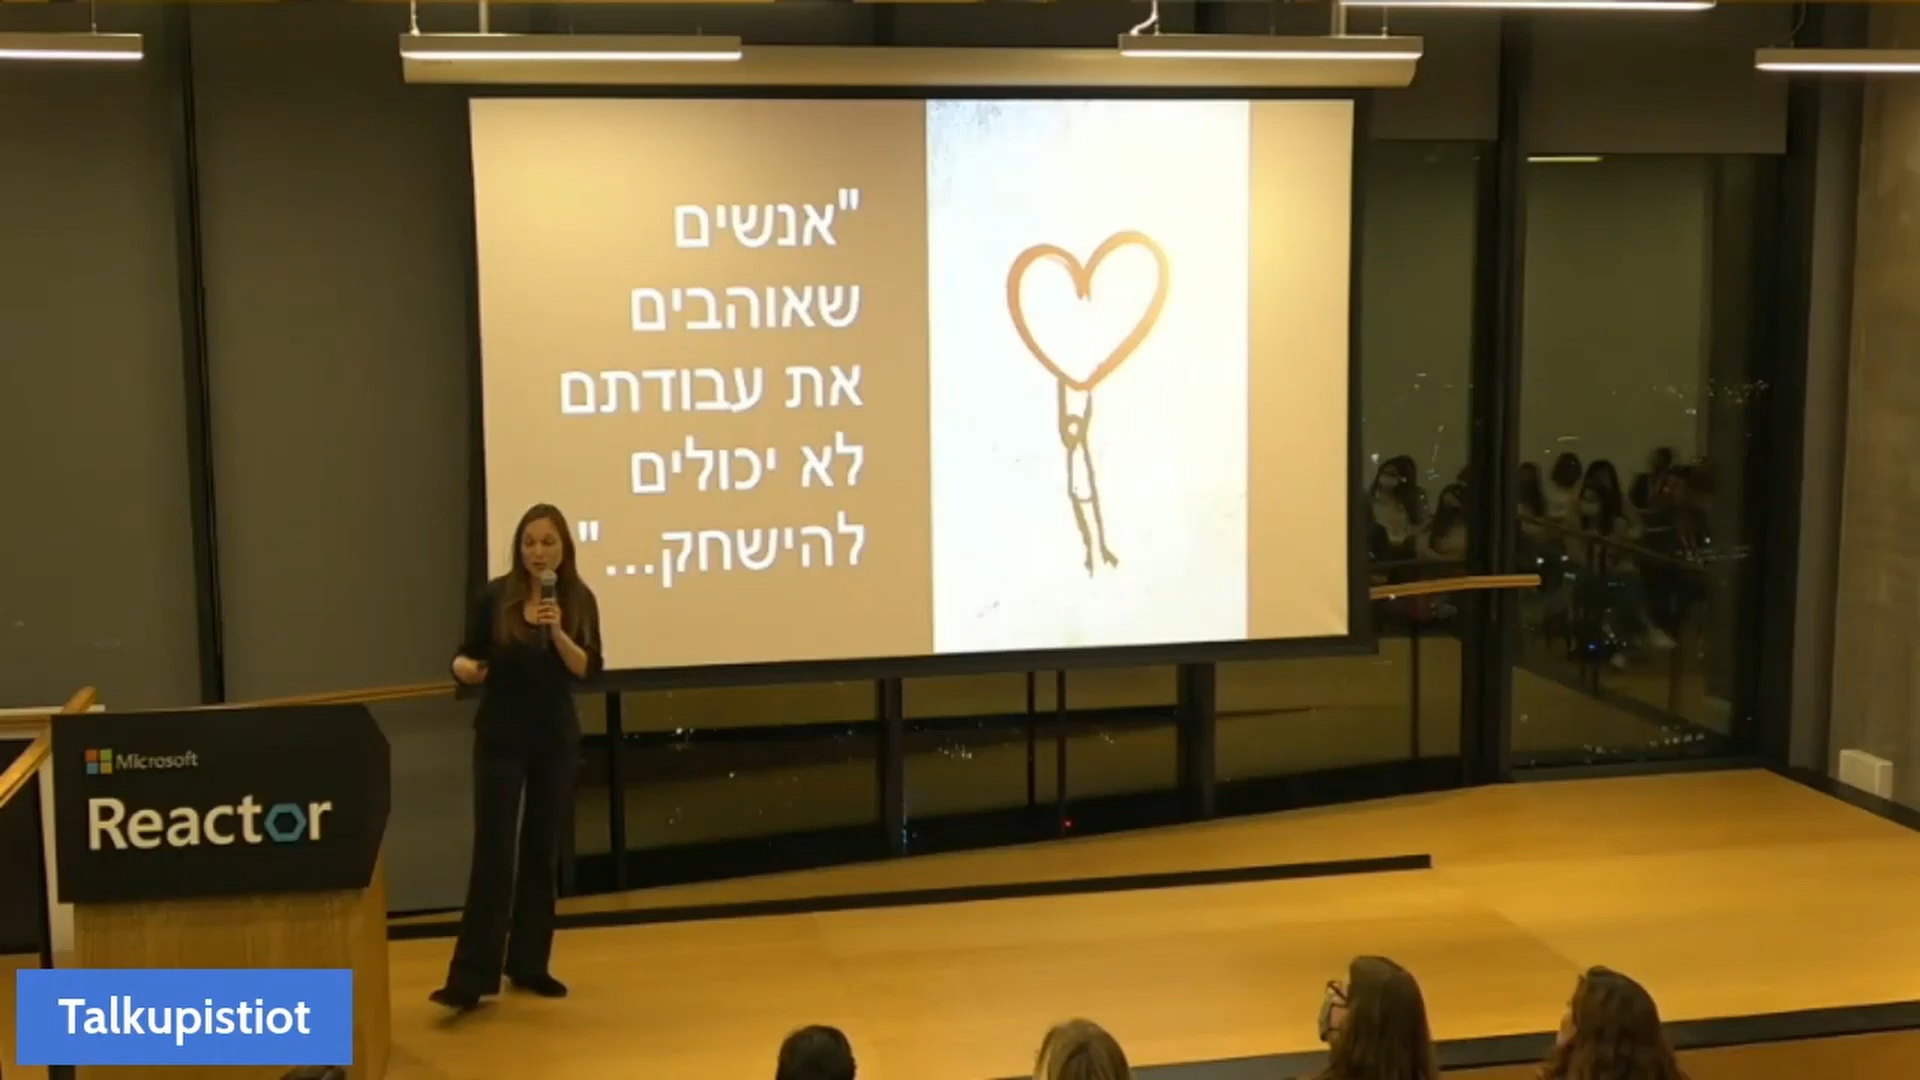 "אנשים
שאוהבים
את עבודתם
לא יכולים
להישחק..."
Microsoft
Reactor
Talkupistiot